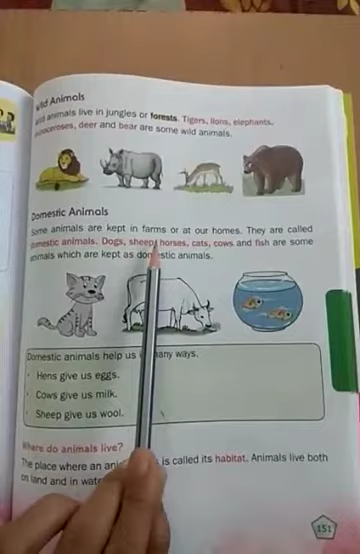 Wild Animals
Wild animals live in jungles or forests. Tigers, lions, elephants,
rhinoceroses, deer and bear are some wild animals.
Domestic Animals
Some animals are kept in farms or at our homes. They are called
domestic animals. Dogs, sheep, horses, cats, cows and fish are some
animals which are kept as domestic animals.
Domestic animals help us many ways.
• Hens give us eggs.
• Cows give us milk.
• Sheep give us wool.
Where do animals live?
The place where an is called its habitat. Animals live both
on land and in
151